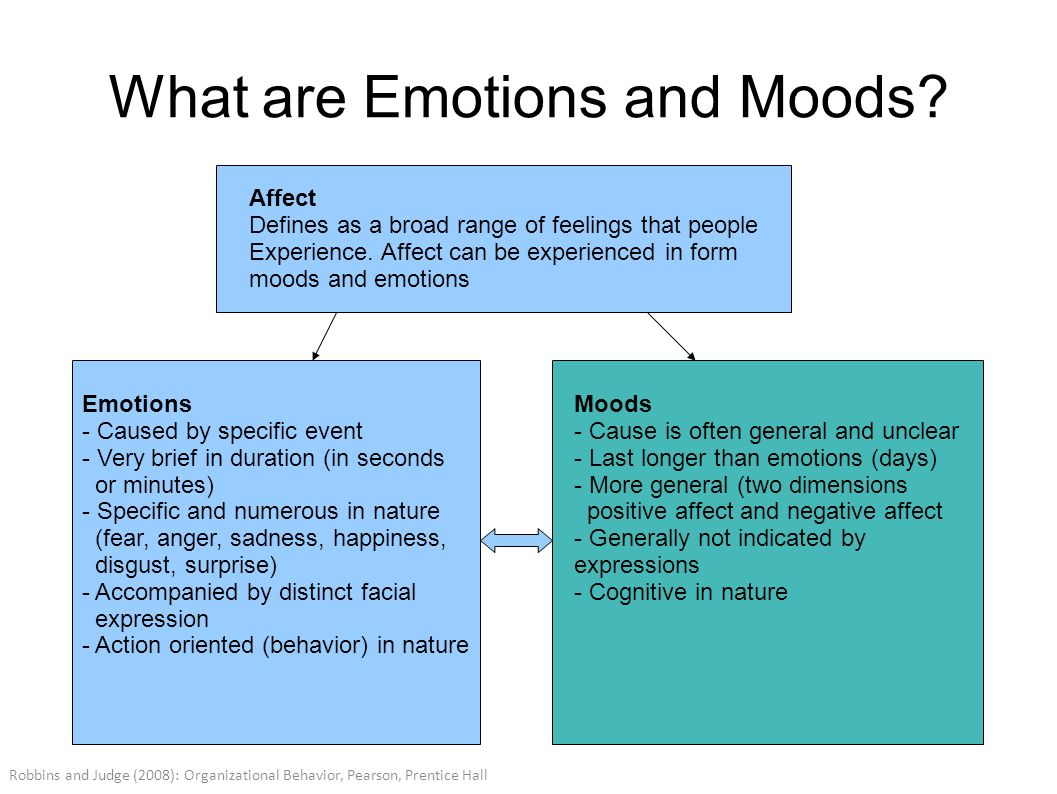 What are Emotions and Moods?
Affect
Defines as a broad range of feelings that people
Experience. Affect can be experienced in form
moods and emotions
Emotions
- Caused by specific event
- Very brief in duration (in seconds
or minutes)
- Specific and numerous in nature
(fear, anger, sadness, happiness,
disgust, surprise)
- Accompanied by distinct facial
expression
- Action oriented (behavior) in nature
Moods
- Cause is often general and unclear
- Last longer than emotions (days)
- More general (two dimensions
positive affect and negative affect
- Generally not indicated by
expressions
- Cognitive in nature
Robbins and Judge (2008): Organizational Behavior, Pearson, Prentice Hall